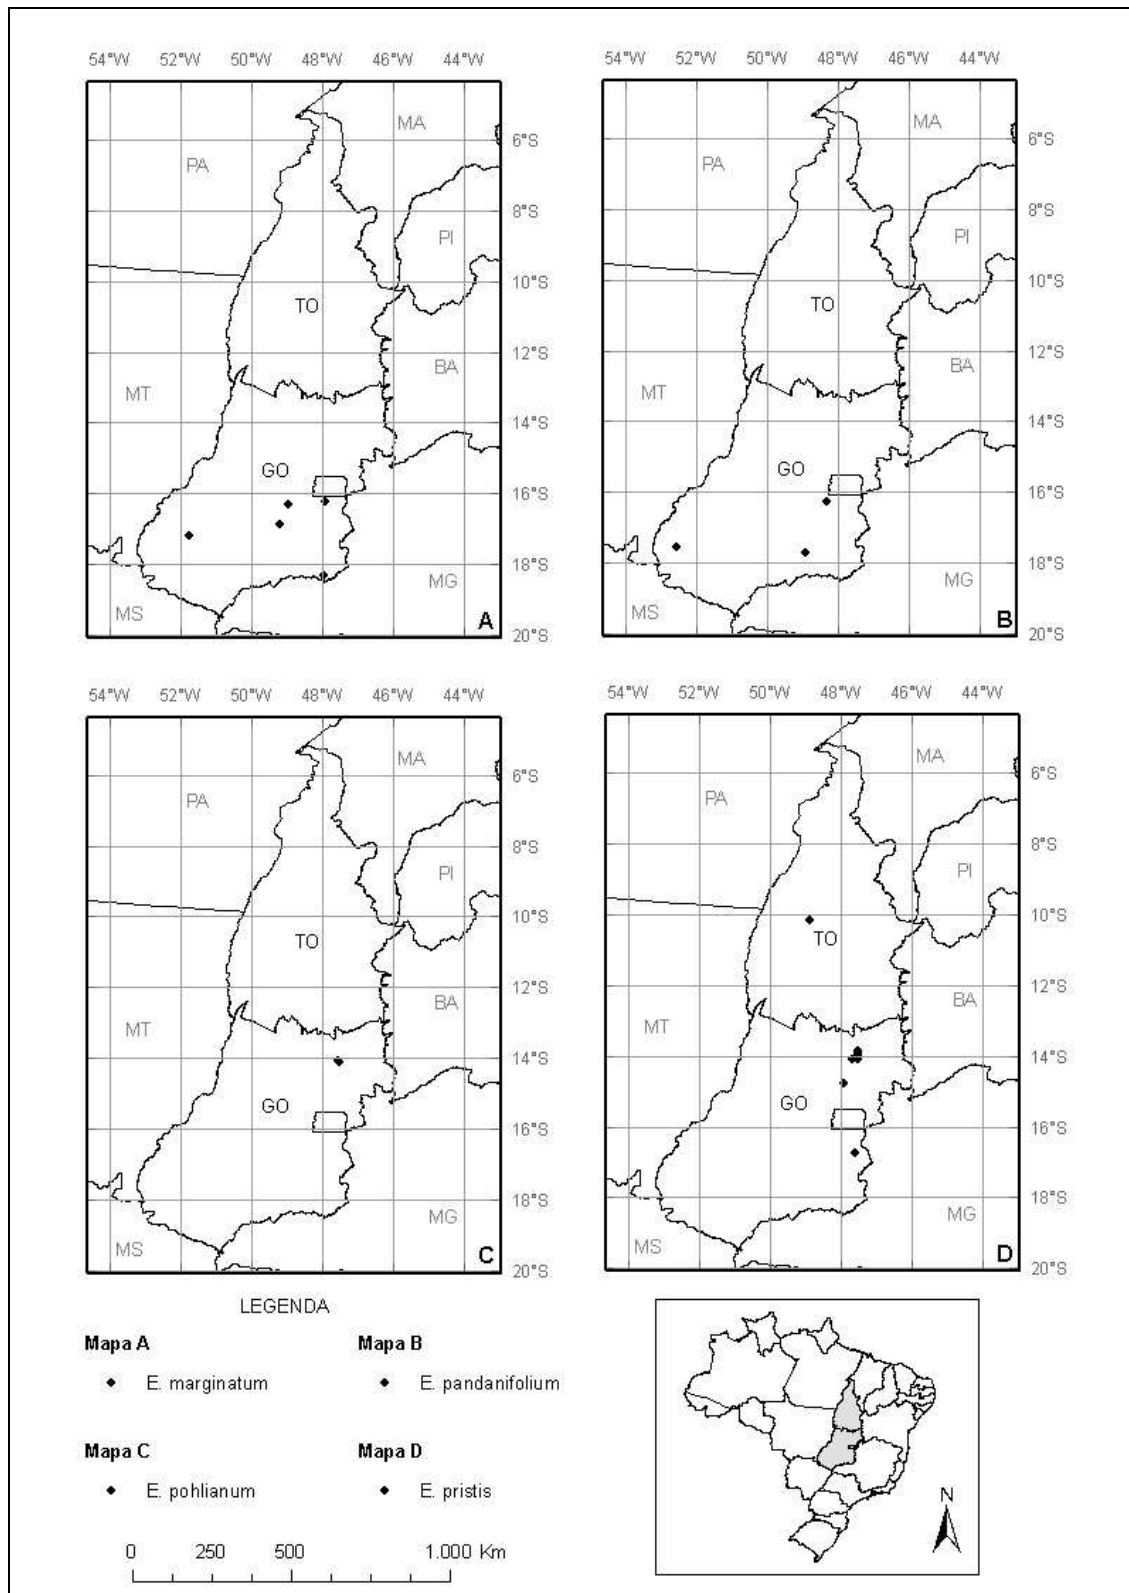 54°W 52°W 50°W 48°W 46°W 44°W
MA
6°S
PA
8°S
PI
10°S
TO
12°S
BA
MT
14°S
GO
16°S
18°S
MG
MS
A
20°S
54°W 52°W 50°W 48°W 46°W 44°W
MA
6°S
PA
8°S
PI
10°S
TO
12°S
BA
MT
14°S
GO
16°S
18°S
MG
MS
B
20°S
54°W 52°W 50°W 48°W 46°W 44°W
MA
6°S
PA
8°S
PI
10°S
TO
12°S
BA
MT
14°S
GO
16°S
18°S
MG
MS
C
20°S
54°W 52°W 50°W 48°W 46°W 44°W
MA
6°S
PA
8°S
PI
10°S
TO
12°S
BA
MT
14°S
GO
16°S
18°S
MG
MS
D
20°S
LEGENDA
Mapa A
E. marginatum
Mapa B
E. pandanifolium
Mapa C
E. pohlianum
Mapa D
E. pristis
0 250 500 1.000 Km
N